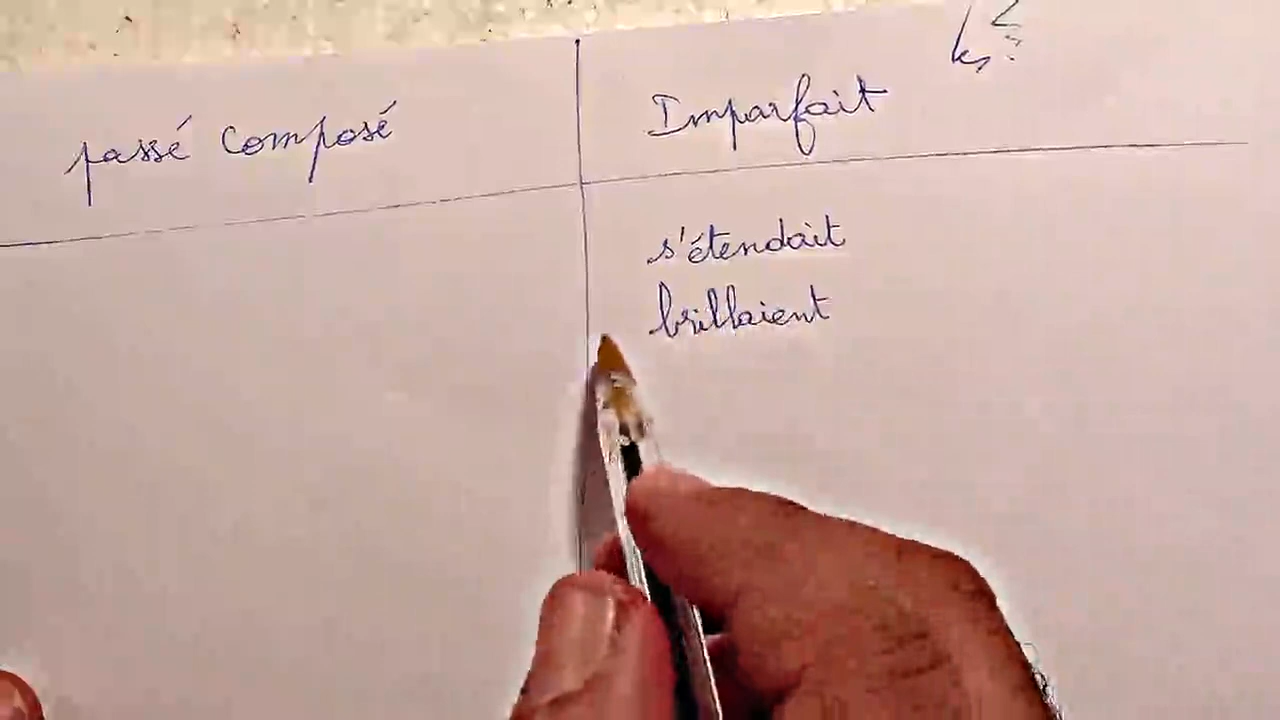 passé composé
Imparfait
s'étendait
brillaient